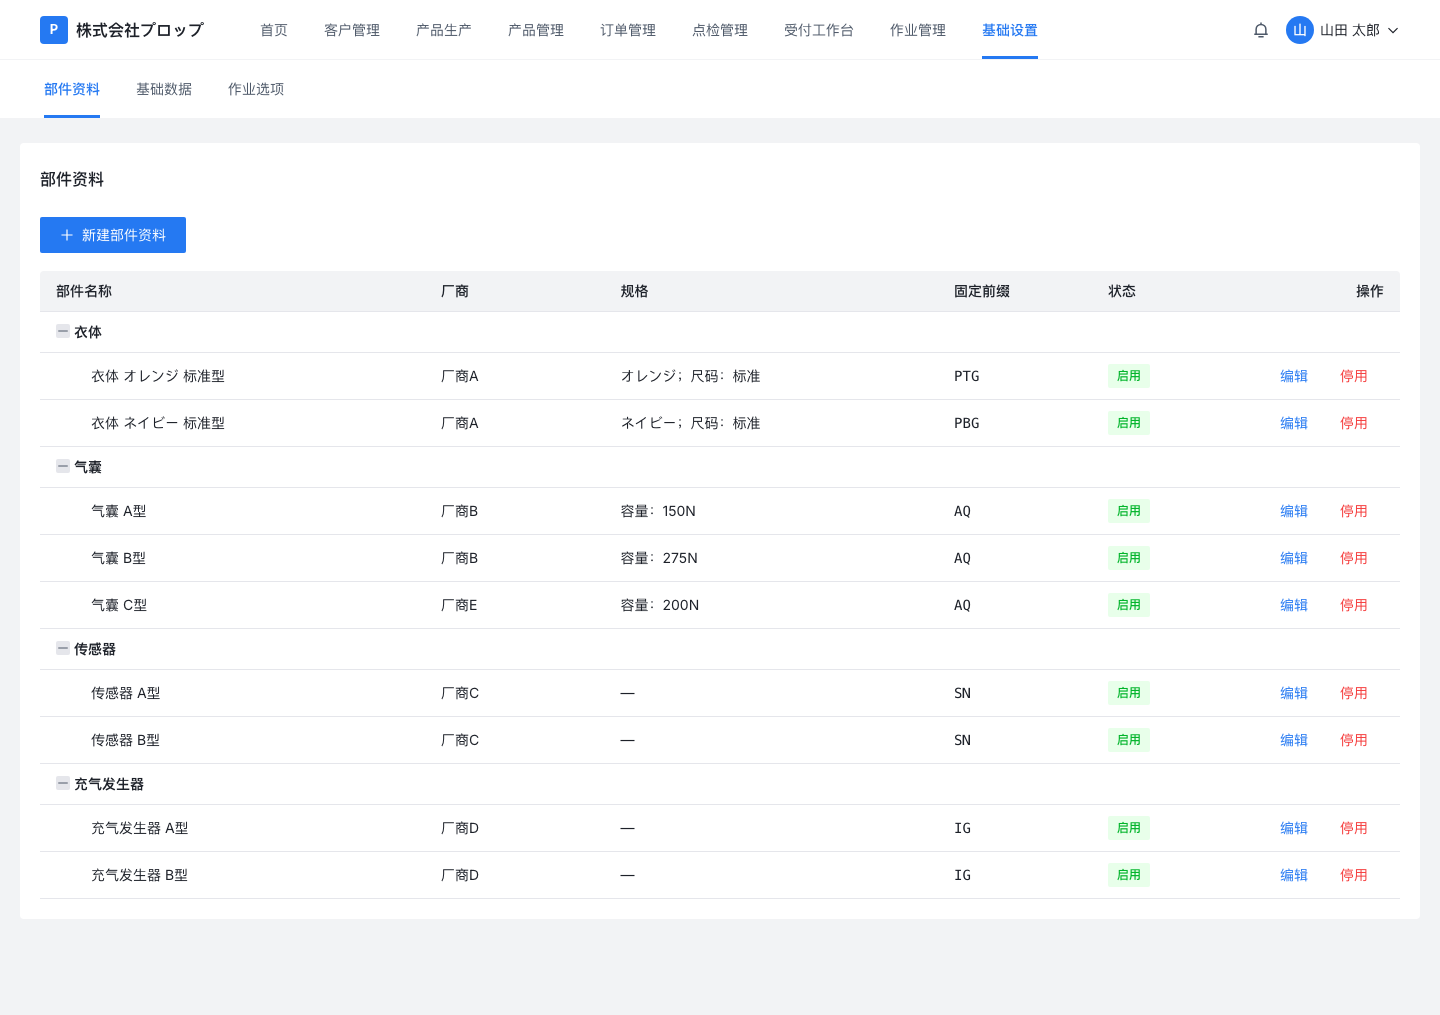 P 株式会社プロップ 首页 客户管理 产品生产 产品管理 订单管理 点检管理 受付工作台 作业管理 基础设置 山 山田 太郎
部件资料 基础数据 作业选项
部件资料
新建部件资料
部件名称 厂商 规格 固定前缀 状态 操作
衣体
衣体 オレンジ 标准型 厂商A オレンジ；尺码：标准 PTG 启用 编辑 停用
衣体 ネイビー 标准型 厂商A ネイビー；尺码：标准 PBG 启用 编辑 停用
气囊
气囊 A型 厂商B 容量：150N AQ 启用 编辑 停用
气囊 B型 厂商B 容量：275N AQ 启用 编辑 停用
气囊 C型 厂商E 容量：200N AQ 启用 编辑 停用
传感器
传感器 A型 厂商C — SN 启用 编辑 停用
传感器 B型 厂商C — SN 启用 编辑 停用
充气发生器
充气发生器 A型 厂商D — IG 启用 编辑 停用
充气发生器 B型 厂商D — IG 启用 编辑 停用